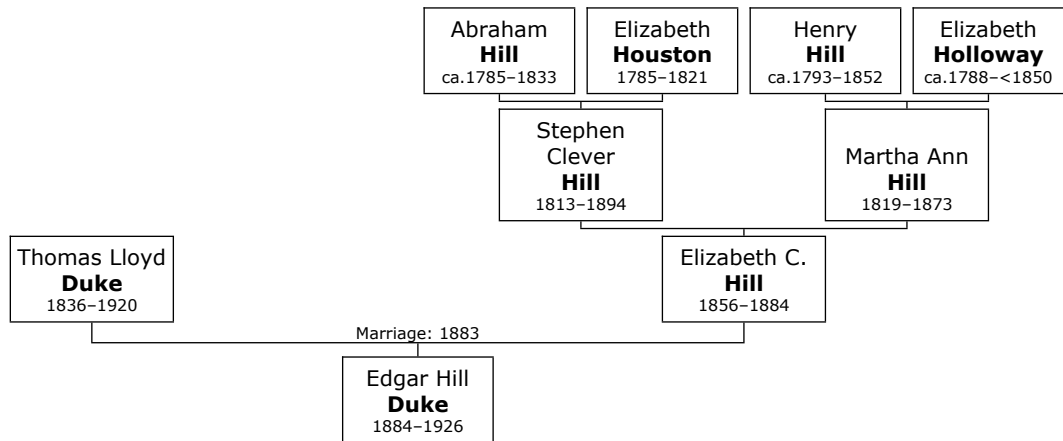 Abraham
Hill
ca.1785–1833
Elizabeth
Houston
1785–1821
Henry
Hill
ca.1793–1852
Elizabeth
Holloway
ca.1788–<1850
Stephen
Clever
Hill
1813–1894
Martha Ann
Hill
1819–1873
Thomas Lloyd
Duke
1836–1920
Elizabeth C.
Hill
1856–1884
Marriage: 1883
Edgar Hill
Duke
1884–1926